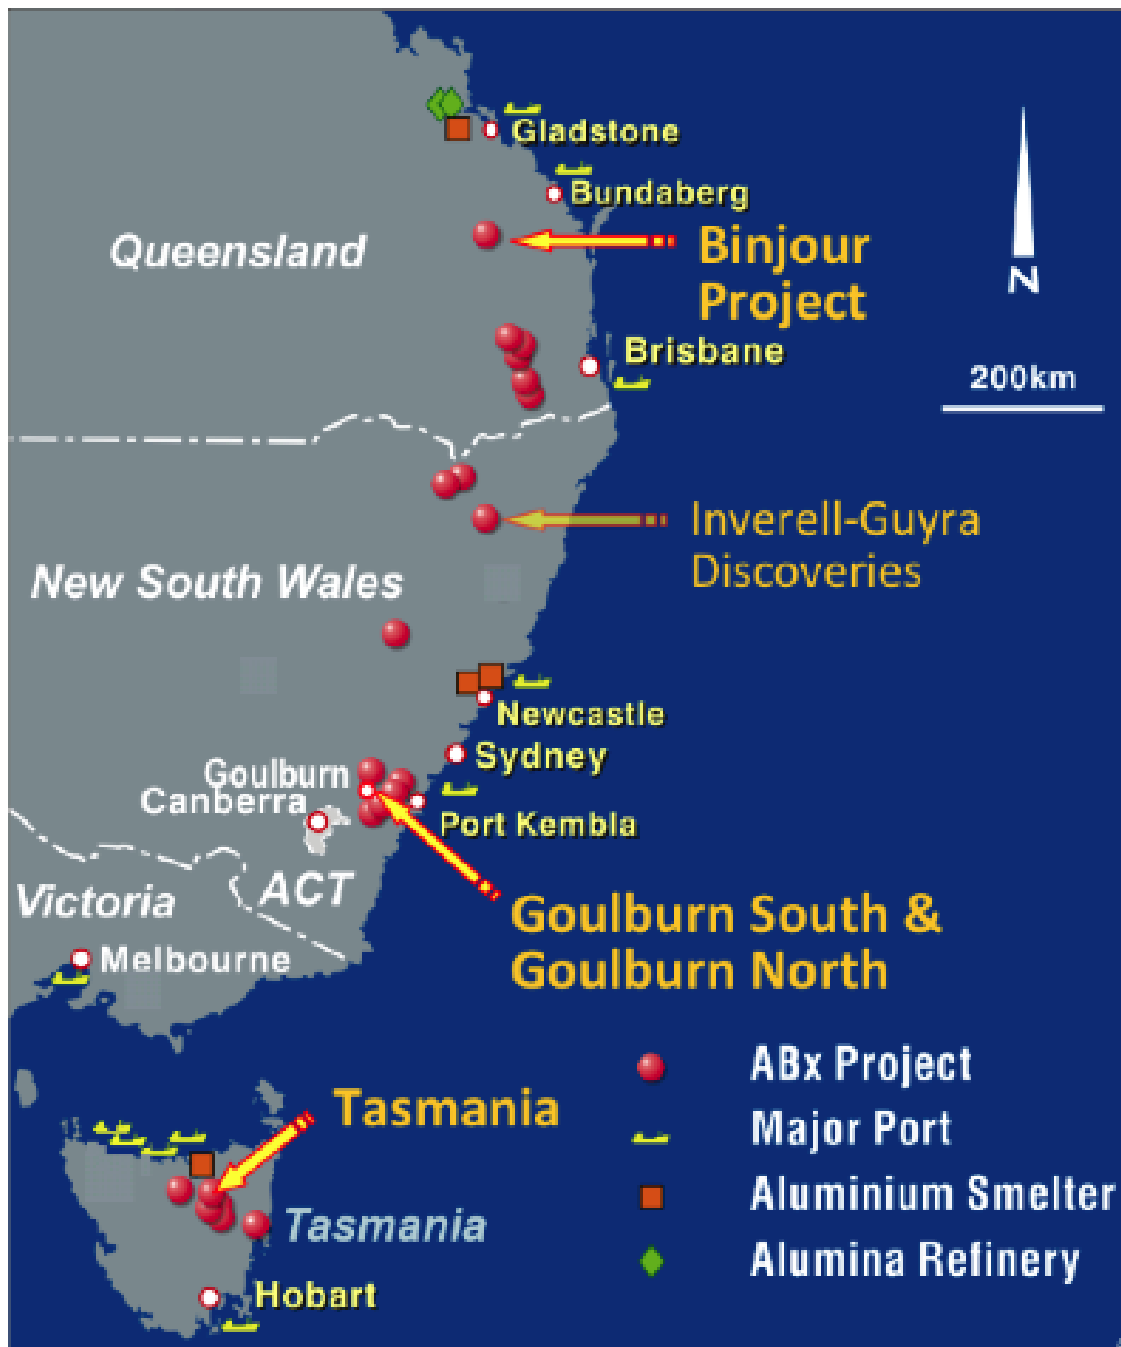 Gladstone
Bundaberg
Queensland
Binjour
Project
N
Brisbane
200km
Inverell-Guyra
Discoveries
New South Wales
Newcastle
Sydney
Goulburn
Canberra
Port Kembla
ACT
Victoria
Goulburn South &
Goulburn North
Melbourne
ABx Project
Tasmania
Major Port
Aluminium Smelter
Tasmania
Alumina Refinery
Hobart